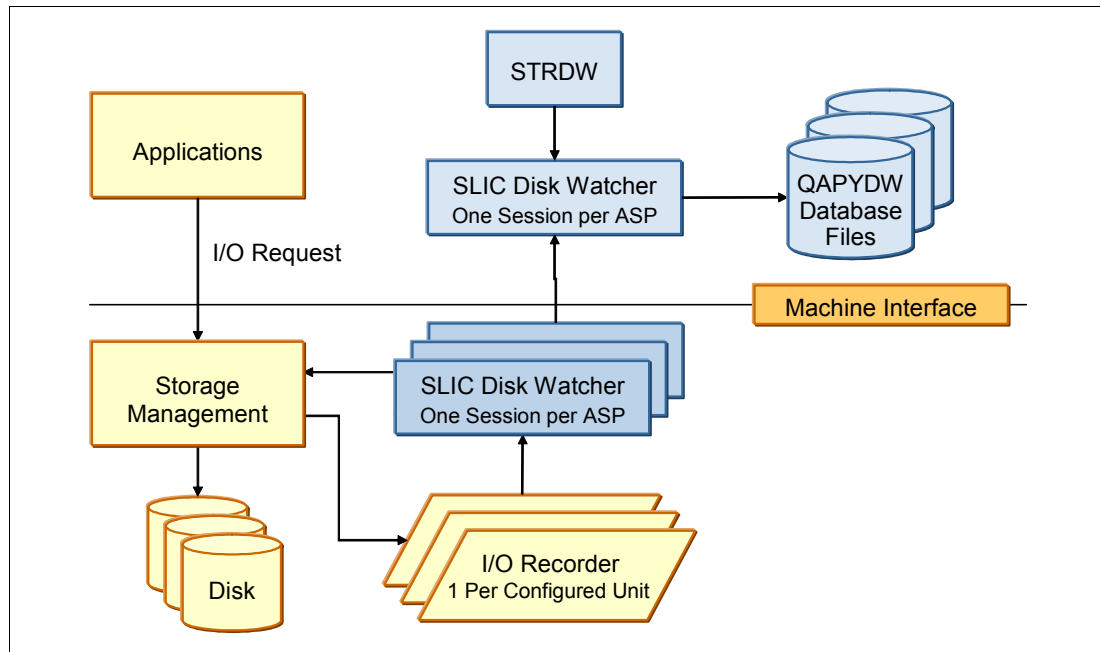 STRDW
Applications
SLIC Disk Watcher
One Session per ASP
QAPYDW
Database
Files
I/O Request
Machine Interface
Storage
Management
SLIC Disk Watcher
One Session per ASP
I/O Recorder
1 Per Configured Unit
Disk